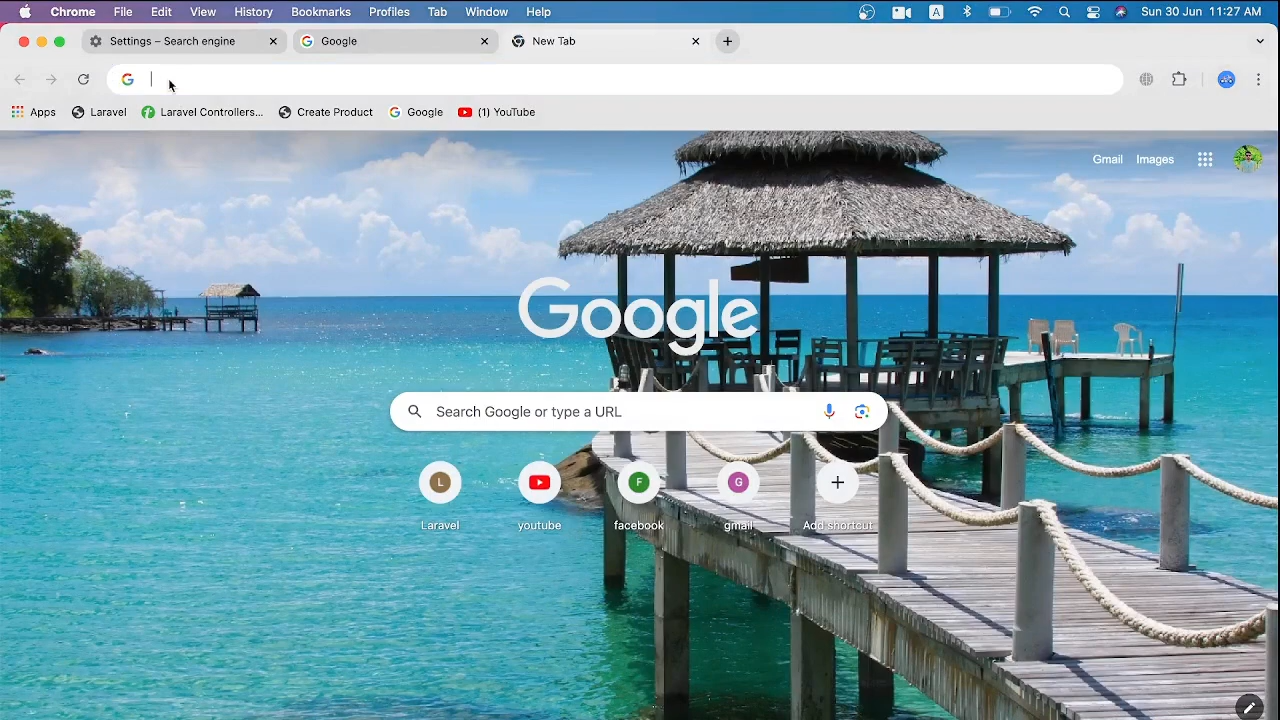 Chrome File Edit View History Bookmarks Profiles Tab Window Help A Sun 30 Jun 11:27 AM
Settings – Search engine Google New Tab
G
Apps Laravel Laravel Controllers... Create Product Google (1) YouTube
Gmail Images
Google
Search Google or type a URL
L F G
Laravel youtube facebook gmail Add shortcut